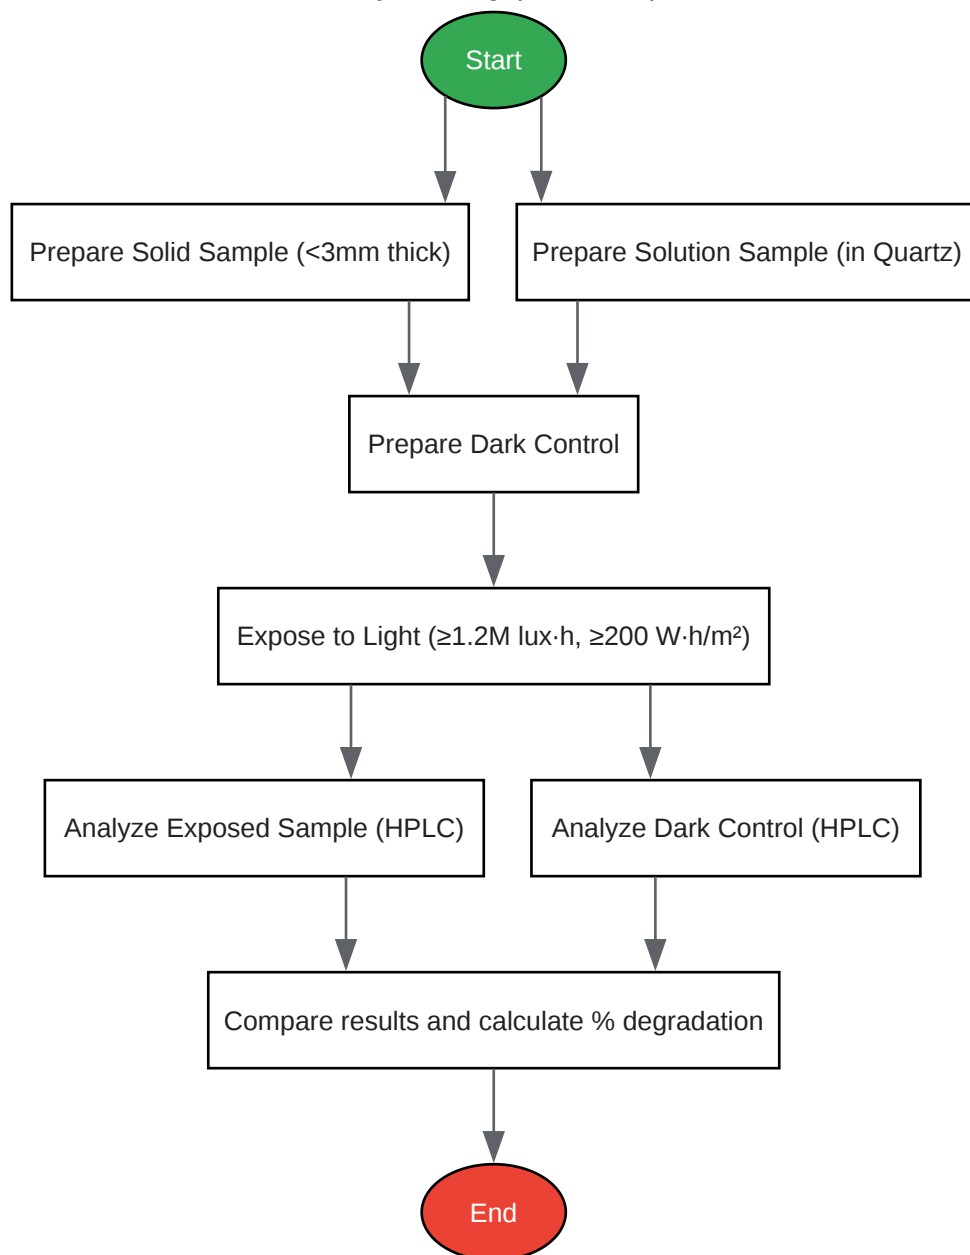 Start
Prepare Solid Sample (<3mm thick)
Prepare Solution Sample (in Quartz)
Prepare Dark Control
Expose to Light (≥1.2M lux·h, ≥200 W·h/m²)
Analyze Exposed Sample (HPLC)
Analyze Dark Control (HPLC)
Compare results and calculate % degradation
End